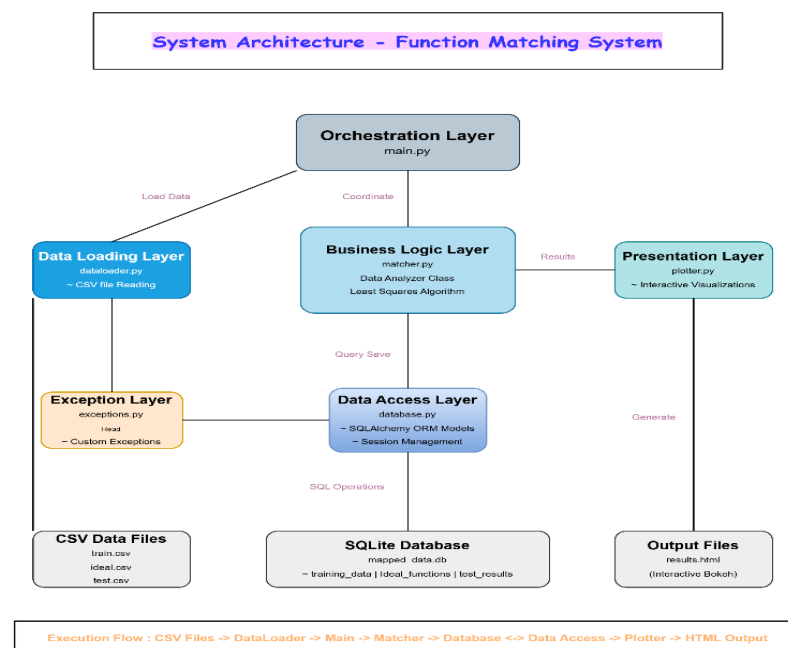 System Architecture - Function Matching System
Orchestration Layer
main.py
Load Data
Coordinate
Data Loading Layer
dataloader.py
~ CSV file Reading
Business Logic Layer
matcher.py
Data Analyzer Class
Least Squares Algorithm
Results
Presentation Layer
plotter.py
~ Interactive Visualizations
Query Save
Exception Layer
exceptions.py
Read
~ Custom Exceptions
Data Access Layer
database.py
~ SQLAlchemy ORM Models
~ Session Management
Generate
SQL Operations
CSV Data Files
train.csv
ideal.csv
test.csv
SQLite Database
mapped_data.db
~ training_data | Ideal_functions | test_results
Output Files
results.html
(Interactive Bokeh)
Execution Flow : CSV Files -> DataLoader -> Main -> Matcher -> Database <-> Data Access -> Plotter -> HTML Output